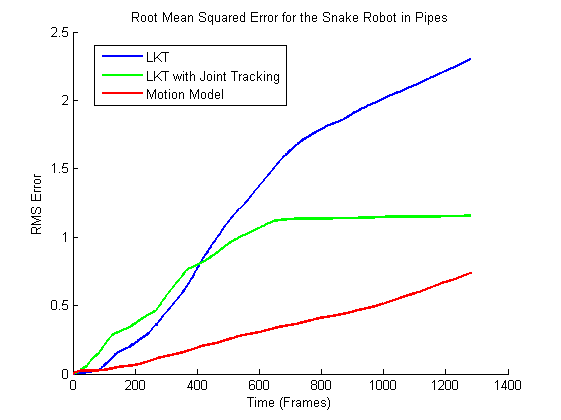 Root Mean Squared Error for the Snake Robot in Pipes
2.5
2
1.5
1
0.5
0
RMS Error
LKT
LKT with Joint Tracking
Motion Model
0 200 400 600 800 1000 1200 1400
Time (Frames)